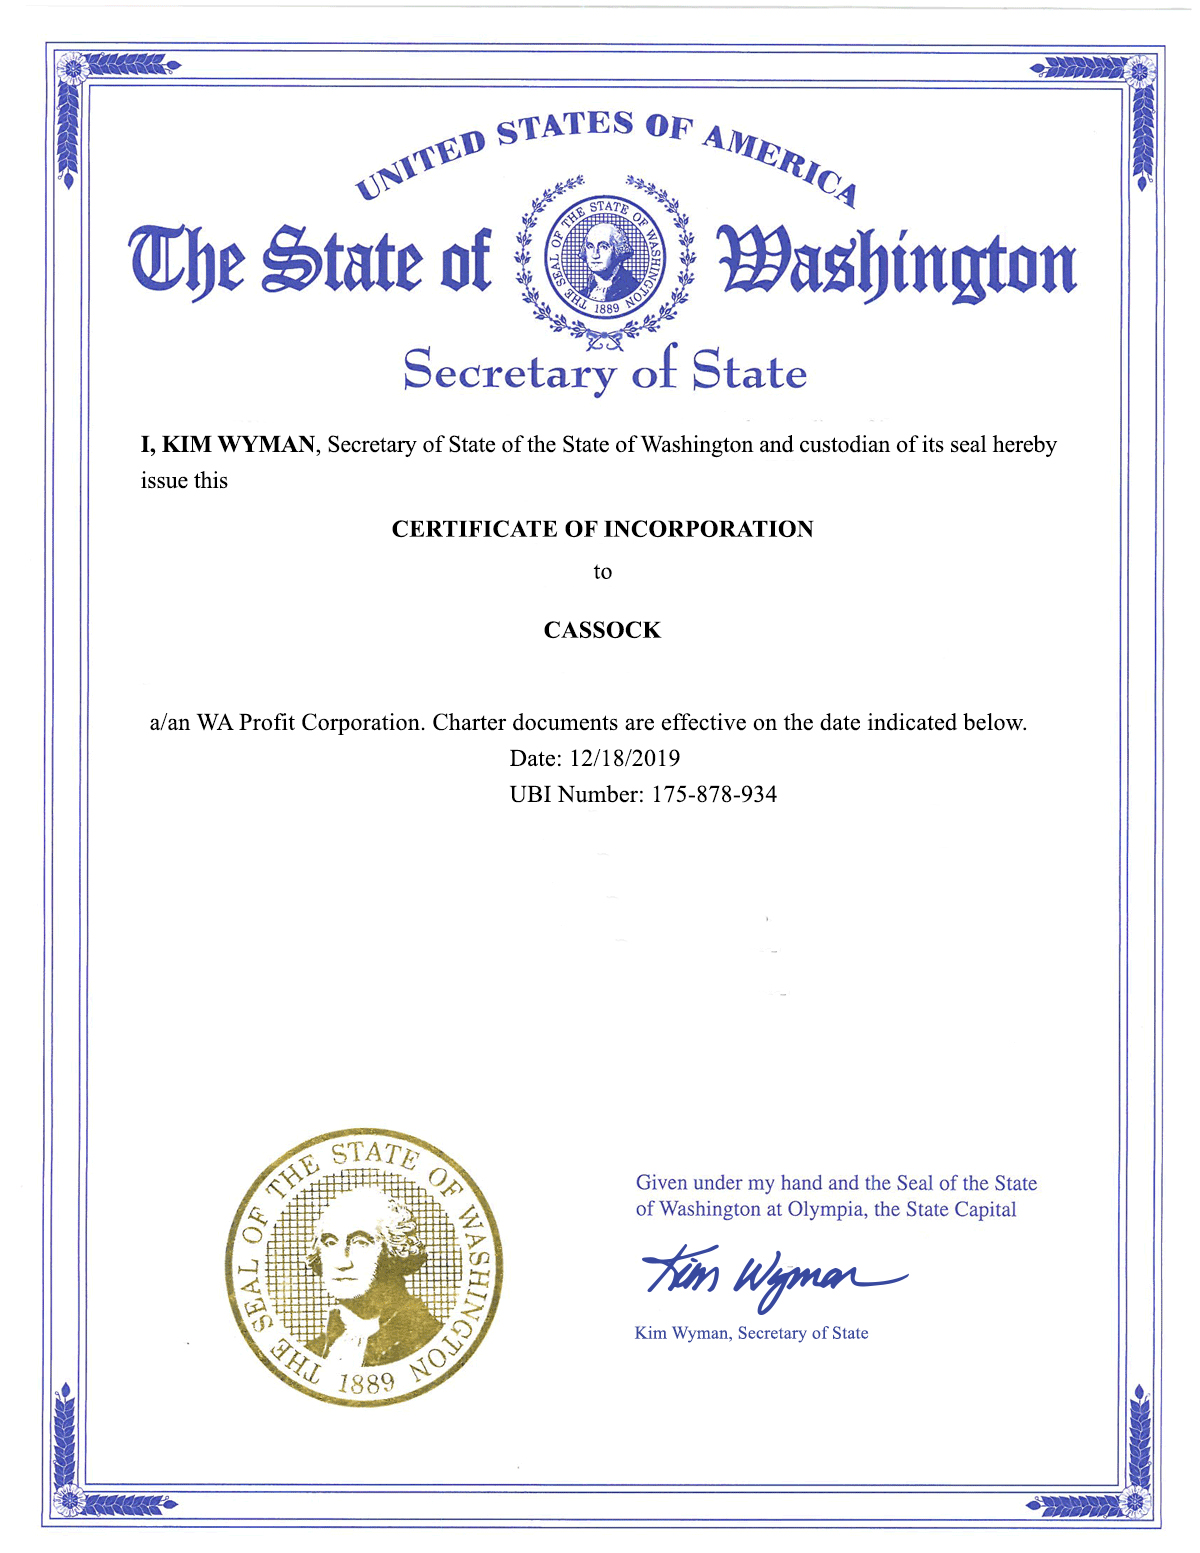 UNITED STATES OF AMERICA
The State of Washington
THE SEAL OF THE STATE OF WASHINGTON
1889
Secretary of State
I, KIM WYMAN, Secretary of State of the State of Washington and custodian of its seal hereby
issue this
CERTIFICATE OF INCORPORATION
to
CASSOCK
a/an WA Profit Corporation. Charter documents are effective on the date indicated below.
Date: 12/18/2019
UBI Number: 175-878-934
THE SEAL OF THE STATE OF WASHINGTON
1889
Given under my hand and the Seal of the State
of Washington at Olympia, the State Capital
Kim Wyman
Kim Wyman, Secretary of State